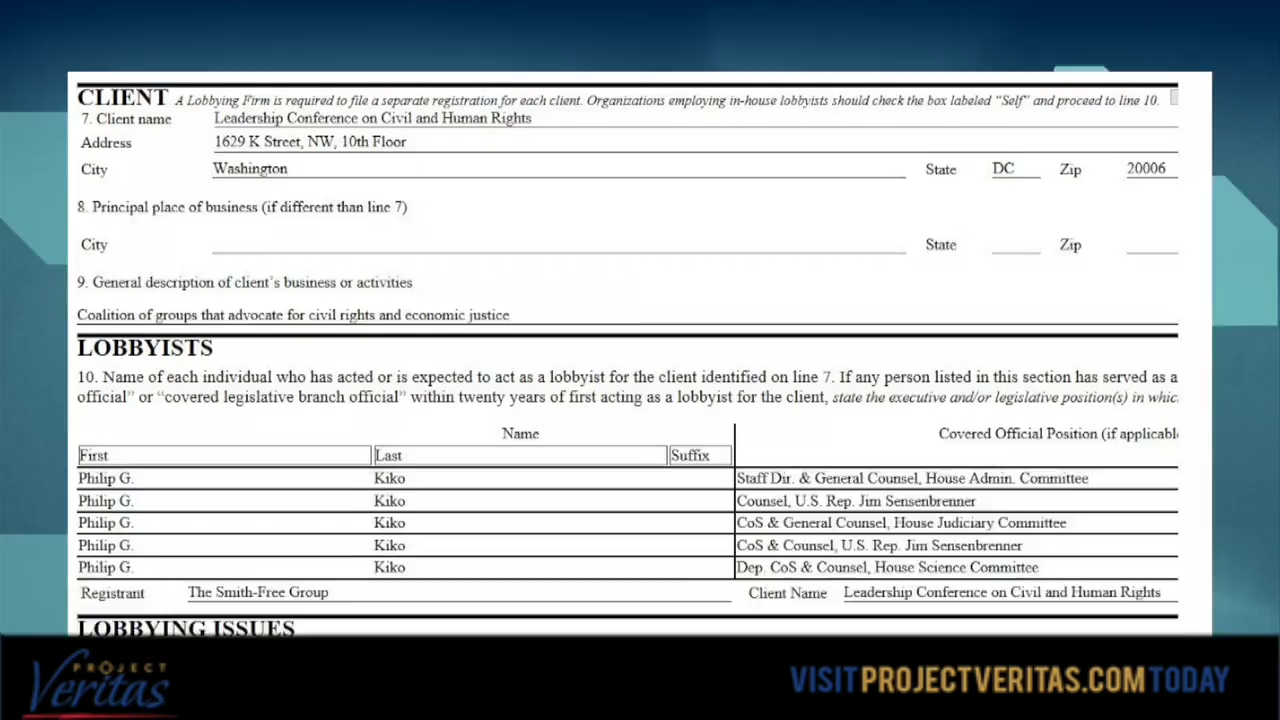 CLIENT A Lobbying Firm is required to file a separate registration for each client. Organizations employing in-house lobbyists should check the box labeled “Self” and proceed to line 10.
7. Client name Leadership Conference on Civil and Human Rights
Address 1629 K Street, NW, 10th Floor
City Washington State DC Zip 20006
8. Principal place of business (if different than line 7)
City State Zip
9. General description of client’s business or activities
Coalition of groups that advocate for civil rights and economic justice
LOBBYISTS
10. Name of each individual who has acted or is expected to act as a lobbyist for the client identified on line 7. If any person listed in this section has served as a
official” or “covered legislative branch official” within twenty years of first acting as a lobbyist for the client, state the executive and/or legislative position(s) in
Name Covered Official Position (if
First Last Suffix
Philip G. Kiko Staff Dir. & General Counsel, House Admin. Committee
Philip G. Kiko Counsel, U.S. Rep. Jim Sensenbrenner
Philip G. Kiko CoS & General Counsel, House Judiciary Committee
Philip G. Kiko CoS & Counsel, U.S. Rep. Jim Sensenbrenner
Philip G. Kiko Dep. CoS & Counsel, House Science Committee
Registrant The Smith-Free Group Client Name Leadership Conference on Civil and Human Rights
LOBBYING ISSUES
PROJECT
Veritas
VISIT PROJECTVERITAS.COM TODAY